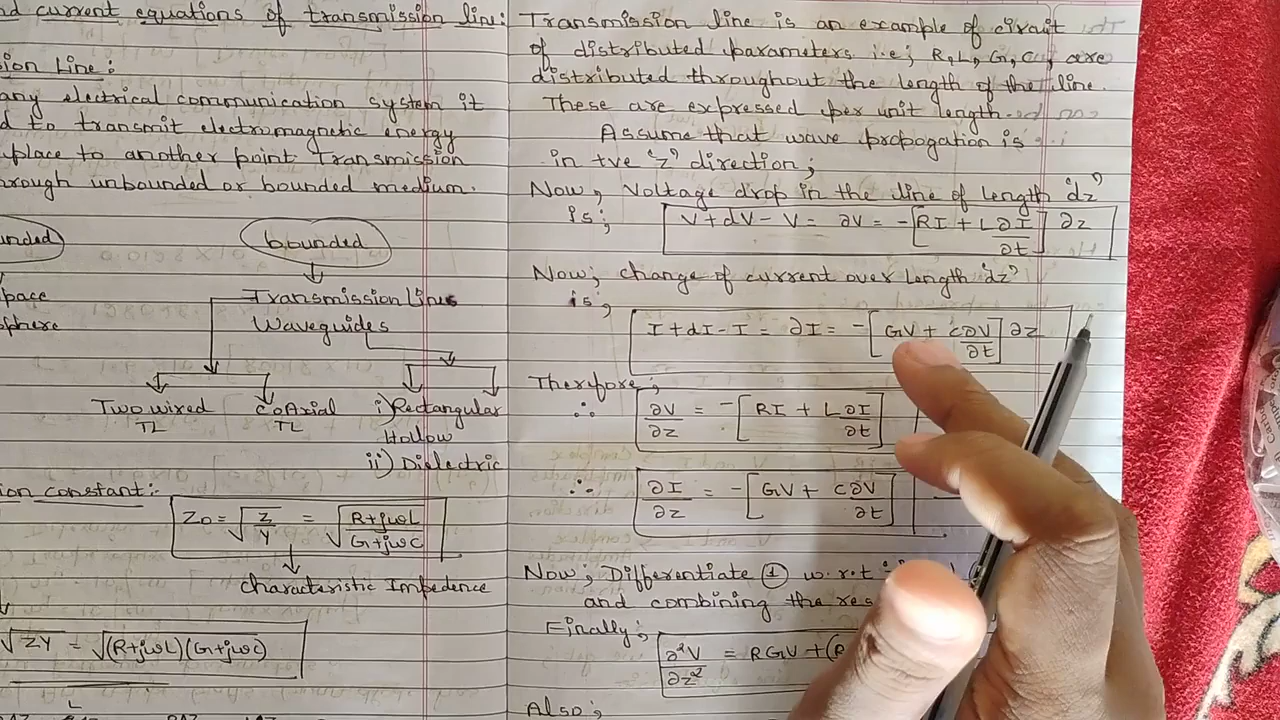 nd current equations of transmission line:
sion Line:
any electrical communication system it
d to transmit electromagnetic energy
place to another point Transmission
hrough unbounded or bounded medium.
unded
bounded
pace
sphere
Transmission Lines
Waveguides
Two wired TL
CoAxial TL
i) Rectangular
Hollow
ii) Dielectric
ion constant:-
Z0 = √(Z/Y) = √((R+jωL)/(G+jωC))
Characteristic Impedence
√ZY = √(R+jωL)(G+jωC)
L
Transmission line is an example of circuit
of distributed parameters i.e; R, L, G, C, are
distributed throughout the length of the line.
These are expressed per unit length.
Assume that wave propogation is
in +ve 'z' direction;
Now, Voltage drop in the line of length 'dz'
is; V + dV - V = ∂V = -[RI + L∂I/∂t] ∂z
Now; change of current over length 'dz'
is,
I + dI - I = ∂I = -[GV + C∂V/∂t] ∂z
Therfore;
∴ ∂V/∂z = -[RI + L∂I/∂t]
∴ ∂I/∂z = -[GV + C∂V/∂t]
Now; Differentiate ① w.r.t
and combining the res
Finally;
∂²V/∂z² = RGV + (R
Also;